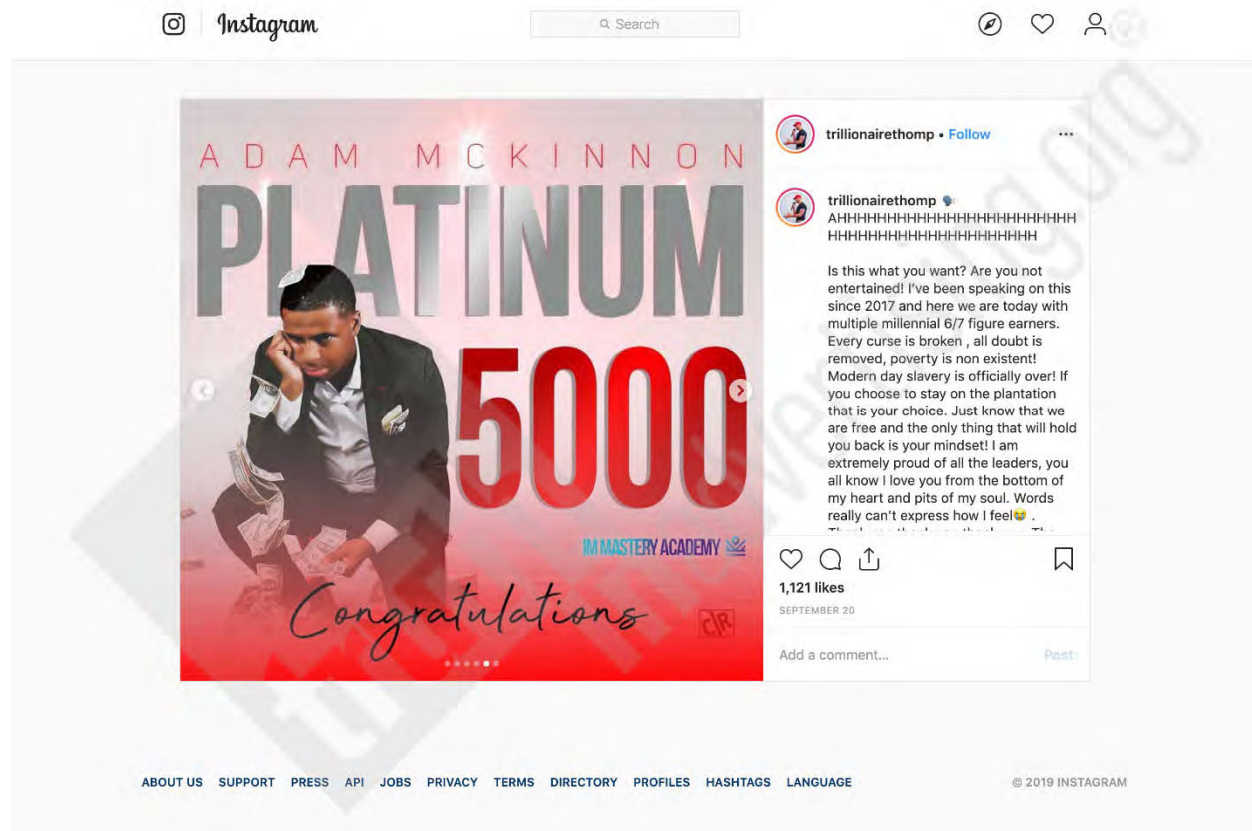 Instagram
Search
ADAM MCKINNON
PLATINUM
5000
IM MASTERY ACADEMY
Congratulations
trillionairethomp • Follow
trillionairethomp 🗣
AHHHHHHHHHHHHHHHHHHHHHHHH
HHHHHHHHHHHHHHHHHHHHH
Is this what you want? Are you not
entertained! I've been speaking on this
since 2017 and here we are today with
multiple millennial 6/7 figure earners.
Every curse is broken , all doubt is
removed, poverty is non existent!
Modern day slavery is officially over! If
you choose to stay on the plantation
that is your choice. Just know that we
are free and the only thing that will hold
you back is your mindset! I am
extremely proud of all the leaders, you
all know I love you from the bottom of
my heart and pits of my soul. Words
really can't express how I feel😭 .
1,121 likes
SEPTEMBER 20
Add a comment...
Post
ABOUT US SUPPORT PRESS API JOBS PRIVACY TERMS DIRECTORY PROFILES HASHTAGS LANGUAGE
© 2019 INSTAGRAM